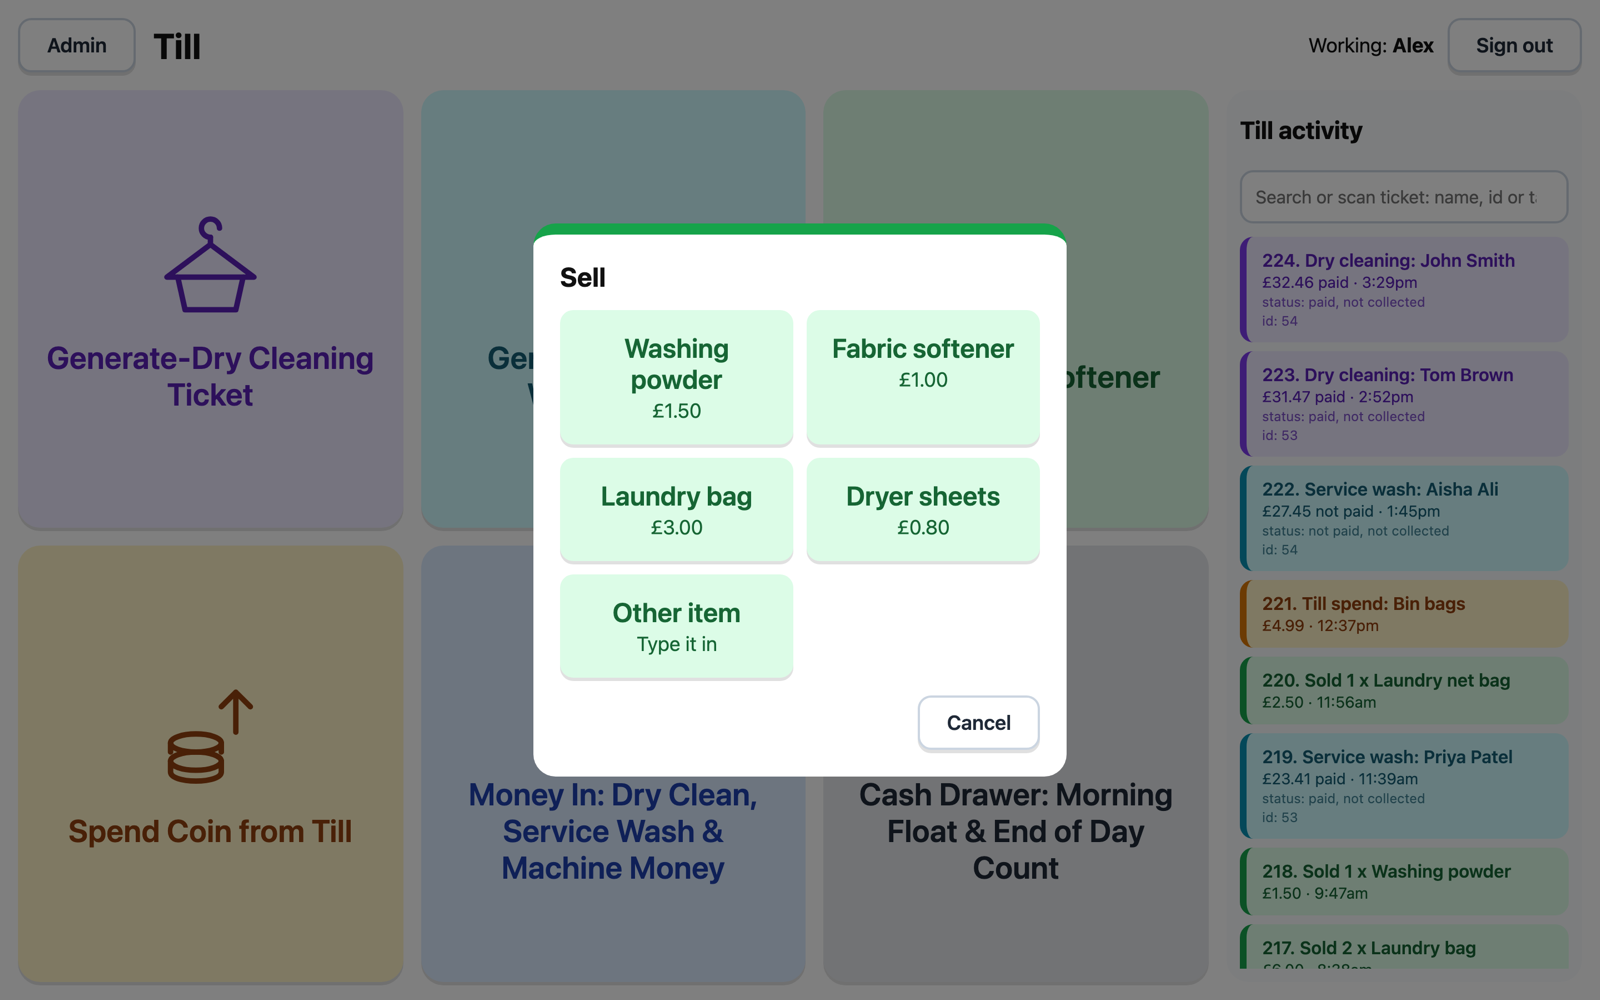 Admin
Till
Working: Alex
Sign out
Generate-Dry Cleaning
Ticket
Ge
oftener
Spend Coin from Till
Money In: Dry Clean,
Service Wash &
Machine Money
Cash Drawer: Morning
Float & End of Day
Count
Sell
Washing
powder
£1.50
Fabric softener
£1.00
Laundry bag
£3.00
Dryer sheets
£0.80
Other item
Type it in
Cancel
Till activity
Search or scan ticket: name, id or t
224. Dry cleaning: John Smith
£32.46 paid · 3:29pm
status: paid, not collected
id: 54
223. Dry cleaning: Tom Brown
£31.47 paid · 2:52pm
status: paid, not collected
id: 53
222. Service wash: Aisha Ali
£27.45 not paid · 1:45pm
status: not paid, not collected
id: 54
221. Till spend: Bin bags
£4.99 · 12:37pm
220. Sold 1 x Laundry net bag
£2.50 · 11:56am
219. Service wash: Priya Patel
£23.41 paid · 11:39am
status: paid, not collected
id: 53
218. Sold 1 x Washing powder
£1.50 · 9:47am
217. Sold 2 x Laundry bag